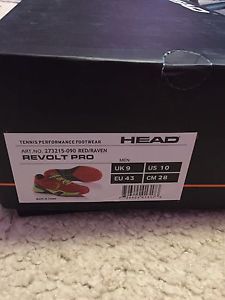 TENNIS PERFORMANCE FOOTWEAR
ART. NO. 273215-090 RED/RAVEN
REVOLT PRO
HEAD
MEN
UK 9
US 10
EU 43
CM 28